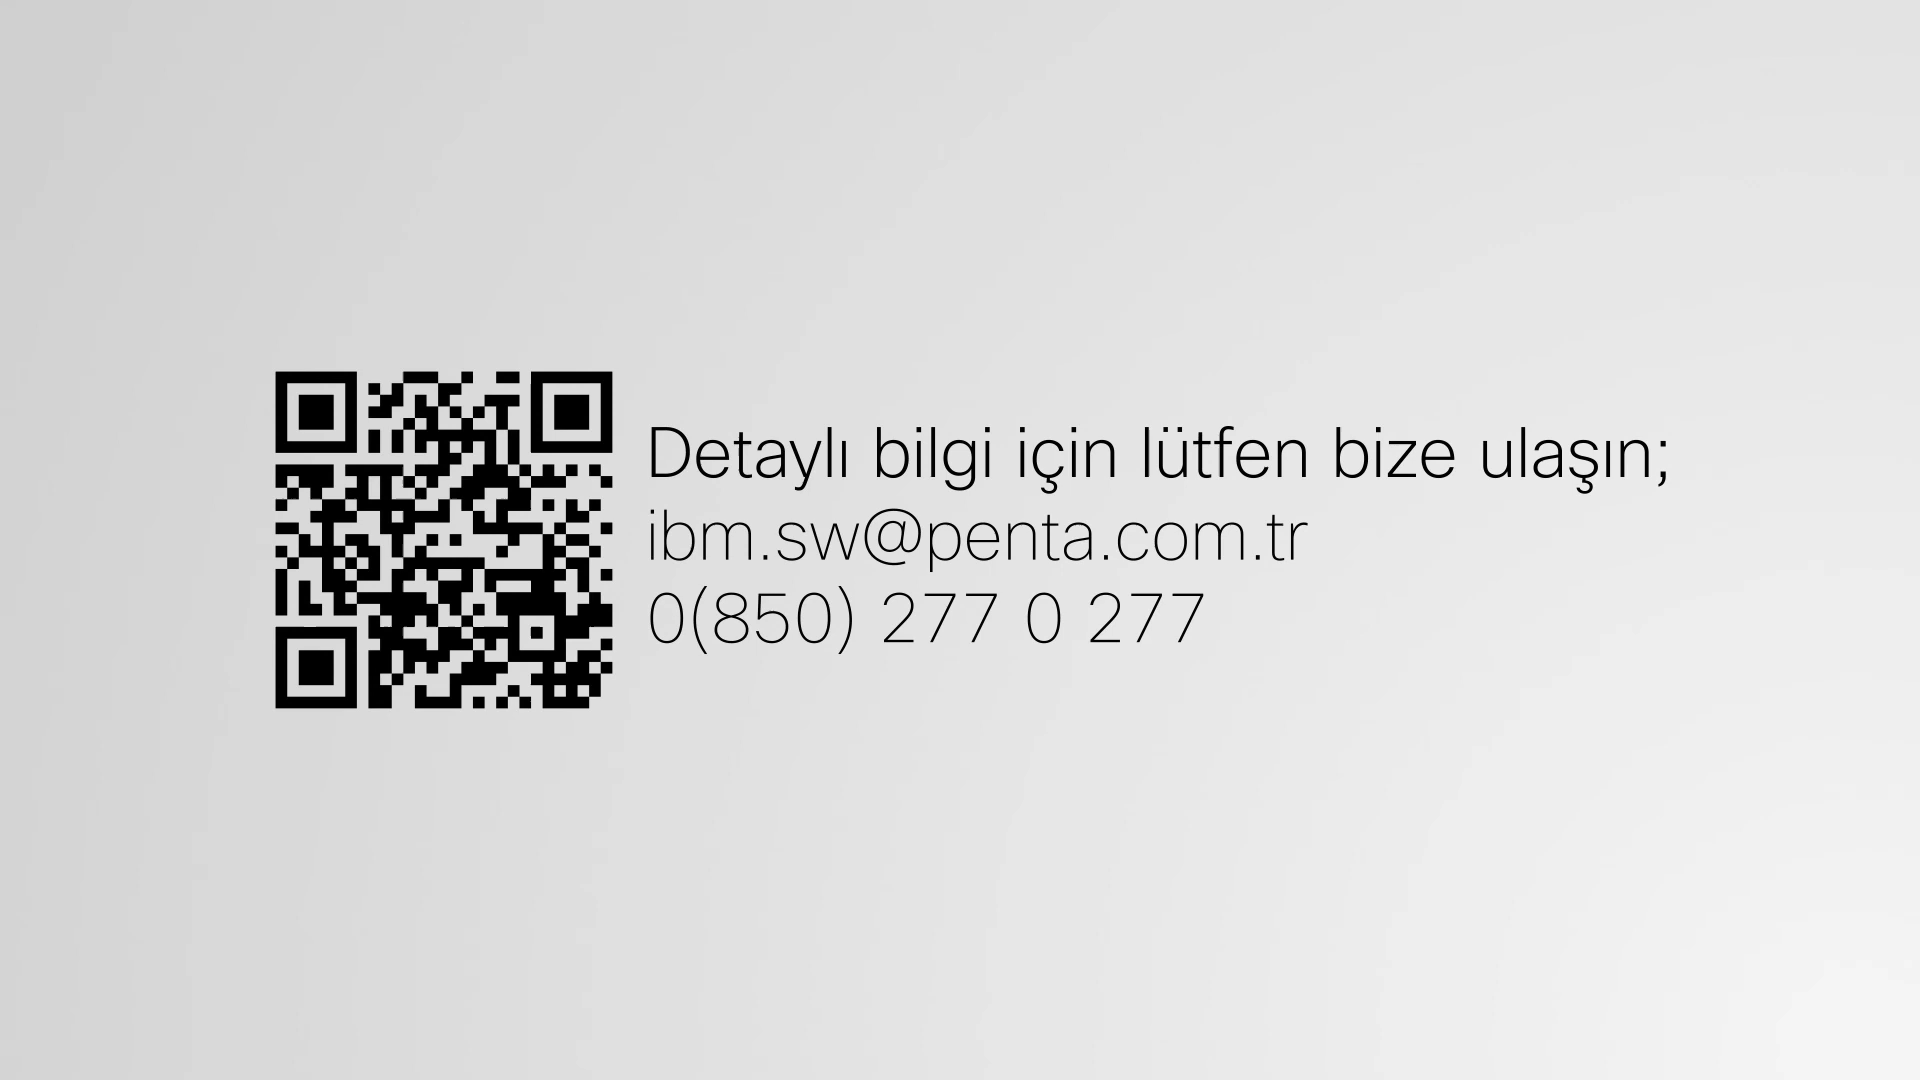 Detaylı bilgi için lütfen bize ulaşın;
ibm.sw@penta.com.tr
0(850) 277 0 277